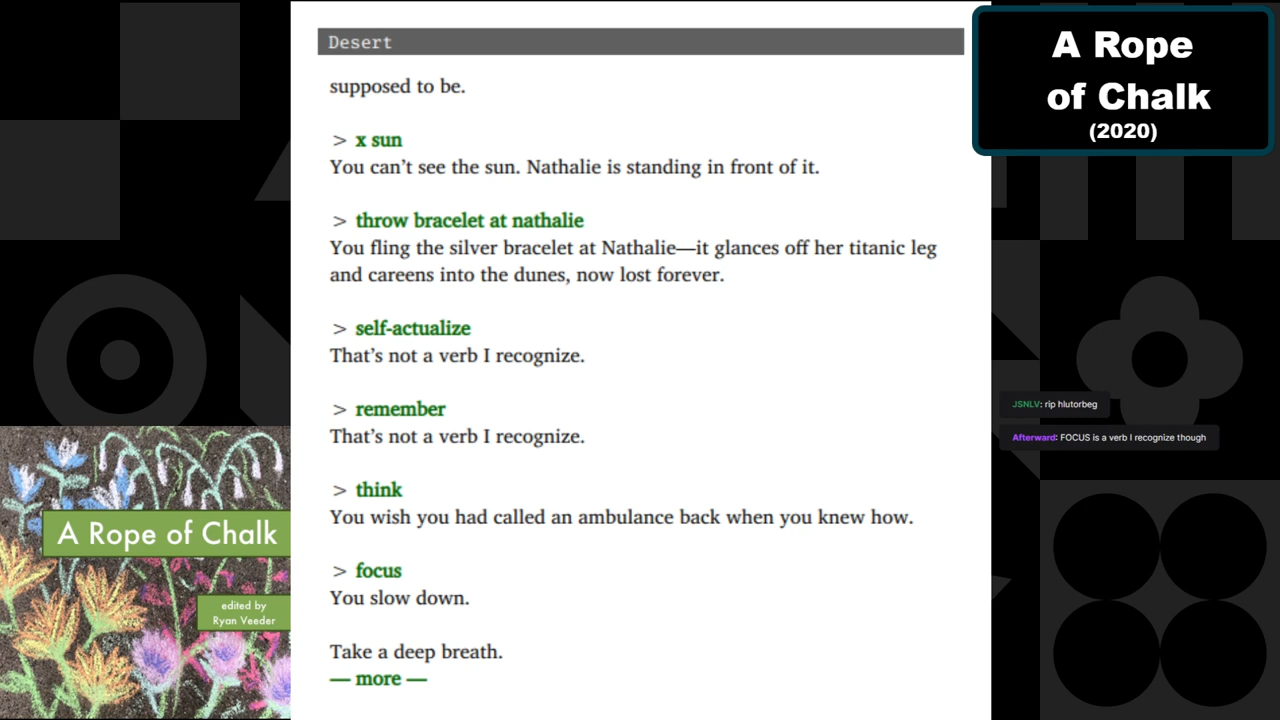 Desert
supposed to be.
> x sun
You can’t see the sun. Nathalie is standing in front of it.
> throw bracelet at nathalie
You fling the silver bracelet at Nathalie—it glances off her titanic leg
and careens into the dunes, now lost forever.
> self-actualize
That’s not a verb I recognize.
> remember
That’s not a verb I recognize.
> think
You wish you had called an ambulance back when you knew how.
> focus
You slow down.
Take a deep breath.
— more —
A Rope
of Chalk
(2020)
JSNLV: rip hlutorbeg
Afterward: FOCUS is a verb I recognize though
A Rope of Chalk
edited by
Ryan Veeder